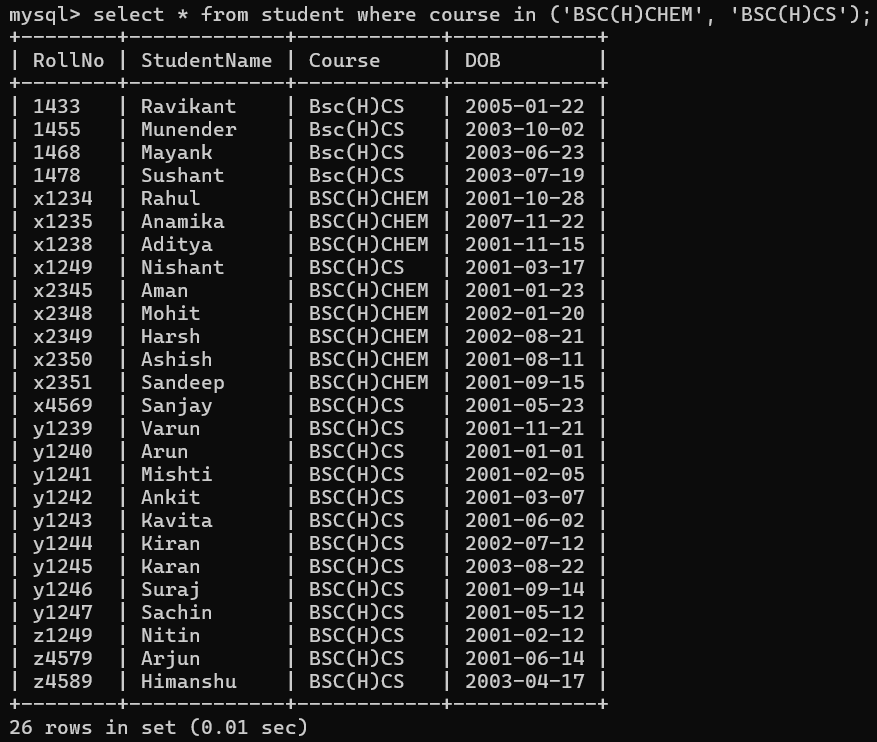 mysql> select * from student where course in ('BSC(H)CHEM', 'BSC(H)CS');
+--------+-------------+------------+------------+
| RollNo | StudentName | Course     | DOB        |
+--------+-------------+------------+------------+
| 1433   | Ravikant    | Bsc(H)CS   | 2005-01-22 |
| 1455   | Munender    | Bsc(H)CS   | 2003-10-02 |
| 1468   | Mayank      | Bsc(H)CS   | 2003-06-23 |
| 1478   | Sushant     | Bsc(H)CS   | 2003-07-19 |
| x1234  | Rahul       | BSC(H)CHEM | 2001-10-28 |
| x1235  | Anamika     | BSC(H)CHEM | 2007-11-22 |
| x1238  | Aditya      | BSC(H)CHEM | 2001-11-15 |
| x1249  | Nishant     | BSC(H)CS   | 2001-03-17 |
| x2345  | Aman        | BSC(H)CHEM | 2001-01-23 |
| x2348  | Mohit       | BSC(H)CHEM | 2002-01-20 |
| x2349  | Harsh       | BSC(H)CHEM | 2002-08-21 |
| x2350  | Ashish      | BSC(H)CHEM | 2001-08-11 |
| x2351  | Sandeep     | BSC(H)CHEM | 2001-09-15 |
| x4569  | Sanjay      | BSC(H)CS   | 2001-05-23 |
| y1239  | Varun       | BSC(H)CS   | 2001-11-21 |
| y1240  | Arun        | BSC(H)CS   | 2001-01-01 |
| y1241  | Mishti      | BSC(H)CS   | 2001-02-05 |
| y1242  | Ankit       | BSC(H)CS   | 2001-03-07 |
| y1243  | Kavita      | BSC(H)CS   | 2001-06-02 |
| y1244  | Kiran       | BSC(H)CS   | 2002-07-12 |
| y1245  | Karan       | BSC(H)CS   | 2003-08-22 |
| y1246  | Suraj       | BSC(H)CS   | 2001-09-14 |
| y1247  | Sachin      | BSC(H)CS   | 2001-05-12 |
| z1249  | Nitin       | BSC(H)CS   | 2001-02-12 |
| z4579  | Arjun       | BSC(H)CS   | 2001-06-14 |
| z4589  | Himanshu    | BSC(H)CS   | 2003-04-17 |
+--------+-------------+------------+------------+
26 rows in set (0.01 sec)